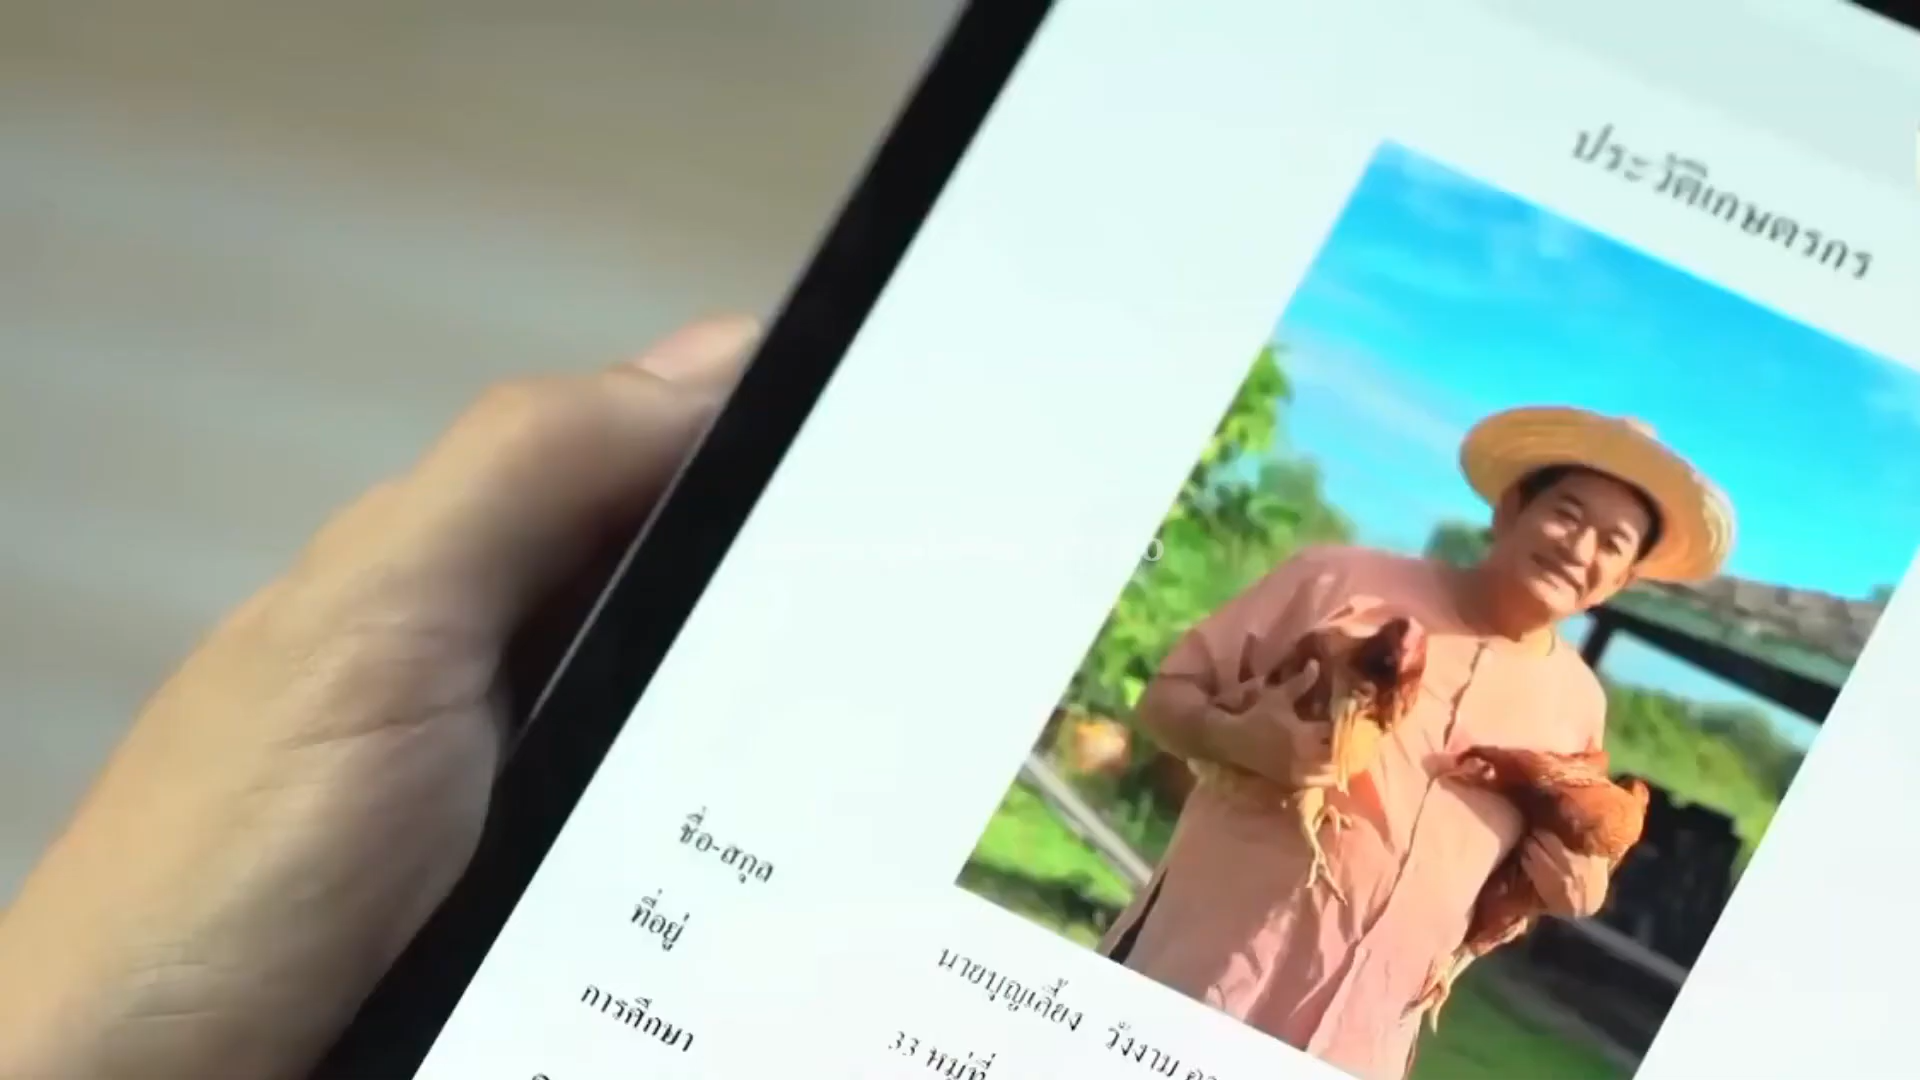 ประวัติเกษตรกร
ชื่อ-สกุล นายบุญเลี้ยง วังงาม
ที่อยู่ 33 หมู่ที่
การศึกษา